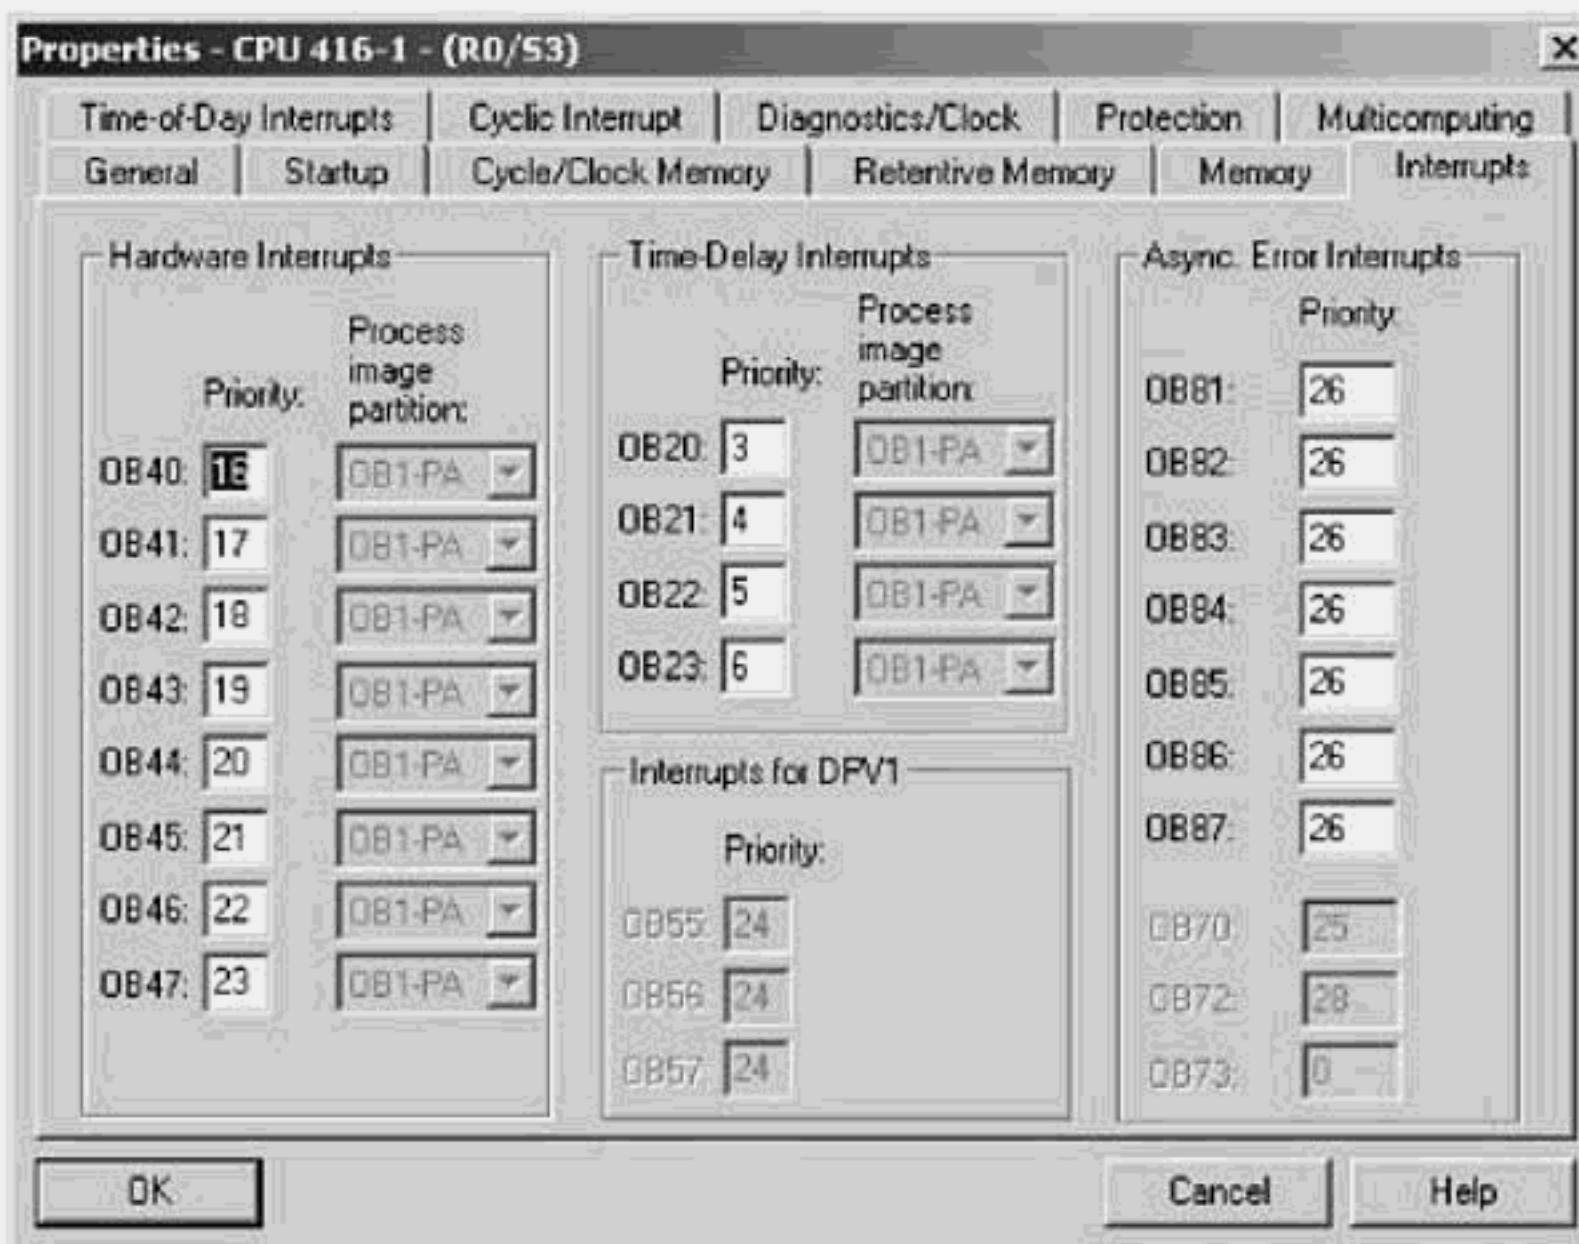 Properties - CPU 416-1 - (R0/S3)
Time-of-Day Interrupts Cyclic Interrupt Diagnostics/Clock Protection Multicomputing
General Startup Cycle/Clock Memory Retentive Memory Memory Interrupts
Hardware Interrupts
Priority:
Process
image
partition:
OB40: 16 OB1-PA
OB41: 17 OB1-PA
OB42: 18 OB1-PA
OB43: 19 OB1-PA
OB44: 20 OB1-PA
OB45: 21 OB1-PA
OB46: 22 OB1-PA
OB47: 23 OB1-PA
Time-Delay Interrupts
Priority:
Process
image
partition:
OB20: 3 OB1-PA
OB21: 4 OB1-PA
OB22: 5 OB1-PA
OB23: 6 OB1-PA
Interrupts for DPV1
Priority:
OB55: 24
OB56: 24
OB57: 24
Async. Error Interrupts
Priority:
OB81: 26
OB82: 26
OB83: 26
OB84: 26
OB85: 26
OB86: 26
OB87: 26
OB70: 25
OB72: 28
OB73: 0
OK Cancel Help